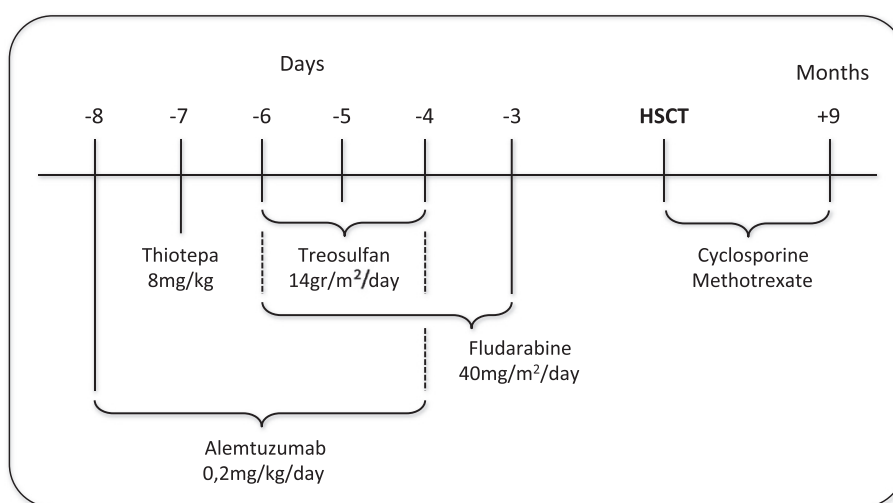 Days
Months
-8 -7 -6 -5 -4 -3 HSCT +9
Thiotepa
8mg/kg
Treosulfan
14gr/m²/day
Cyclosporine
Methotrexate
Fludarabine
40mg/m²/day
Alemtuzumab
0,2mg/kg/day